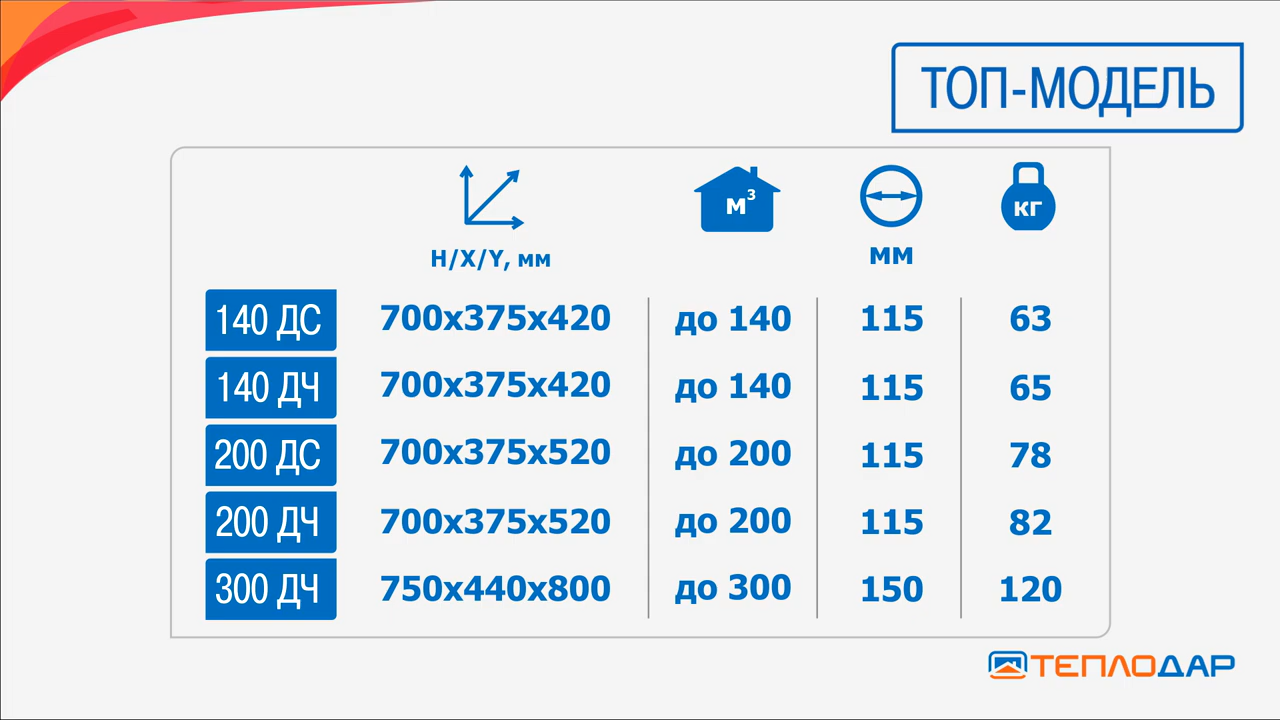 ТОП-МОДЕЛЬ
м³ кг
H/X/Y, мм мм
140 ДС 700x375x420 до 140 115 63
140 ДЧ 700x375x420 до 140 115 65
200 ДС 700x375x520 до 200 115 78
200 ДЧ 700x375x520 до 200 115 82
300 ДЧ 750x440x800 до 300 150 120
ТЕПЛОДАР